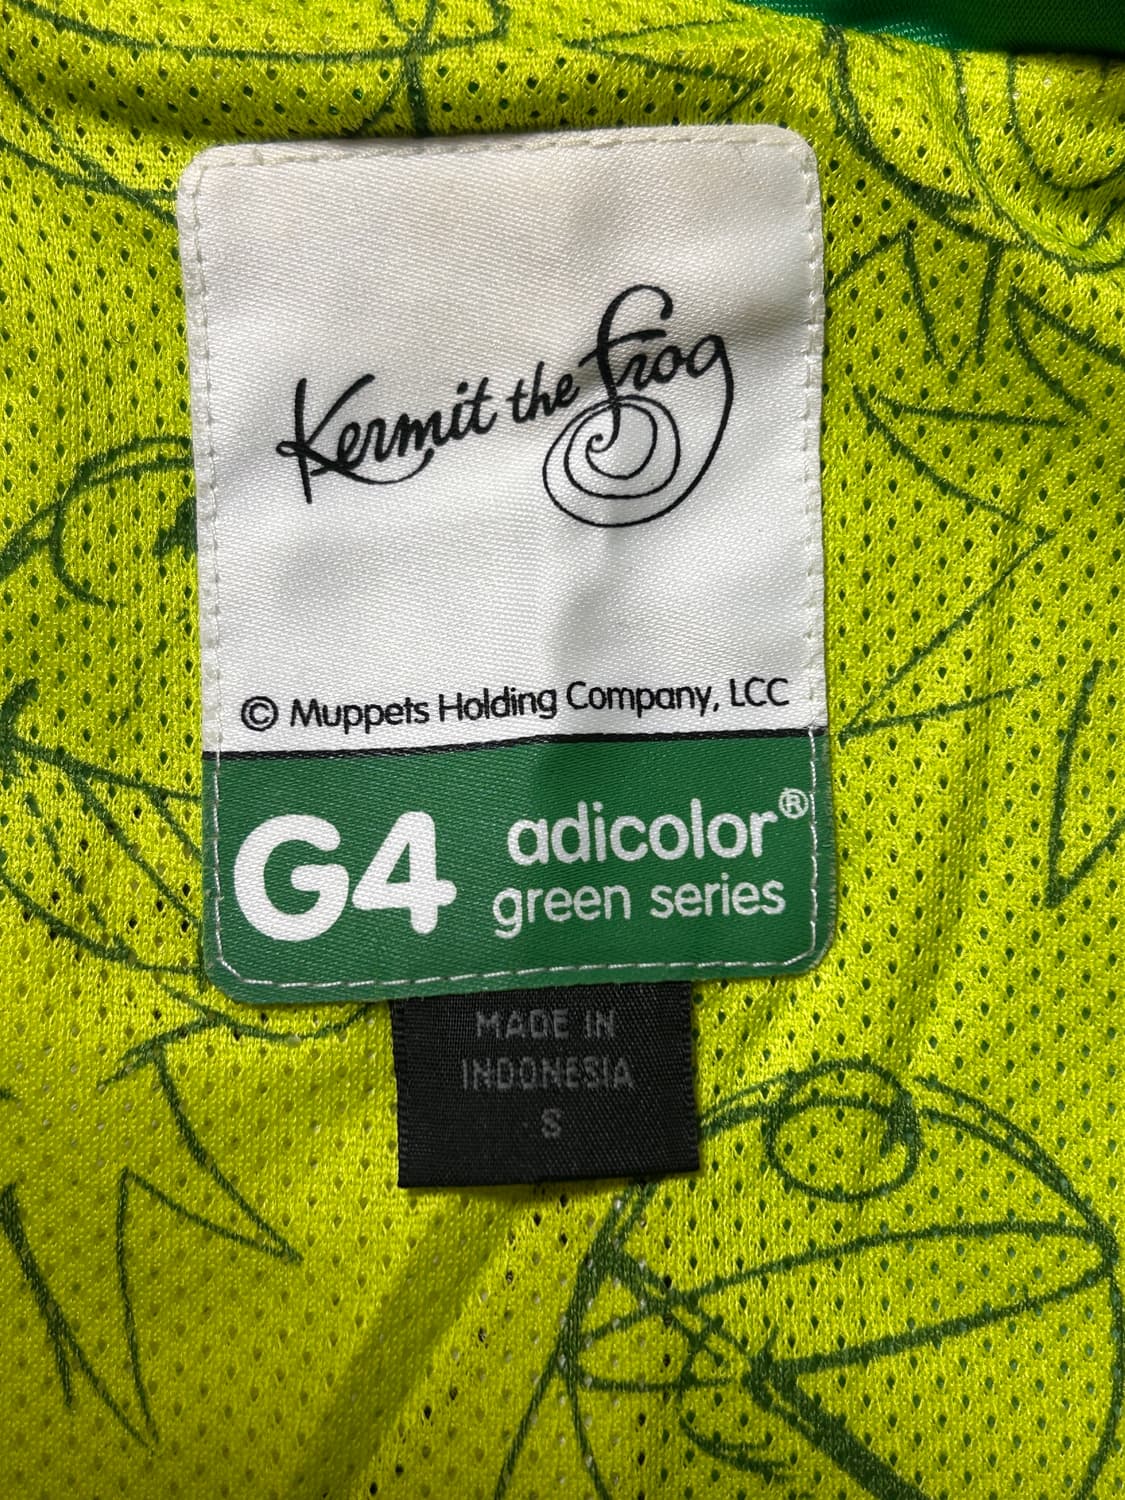 Kermit the frog
© Muppets Holding Company, LCC
G4 adicolor®
green series
MADE IN
INDONESIA
S